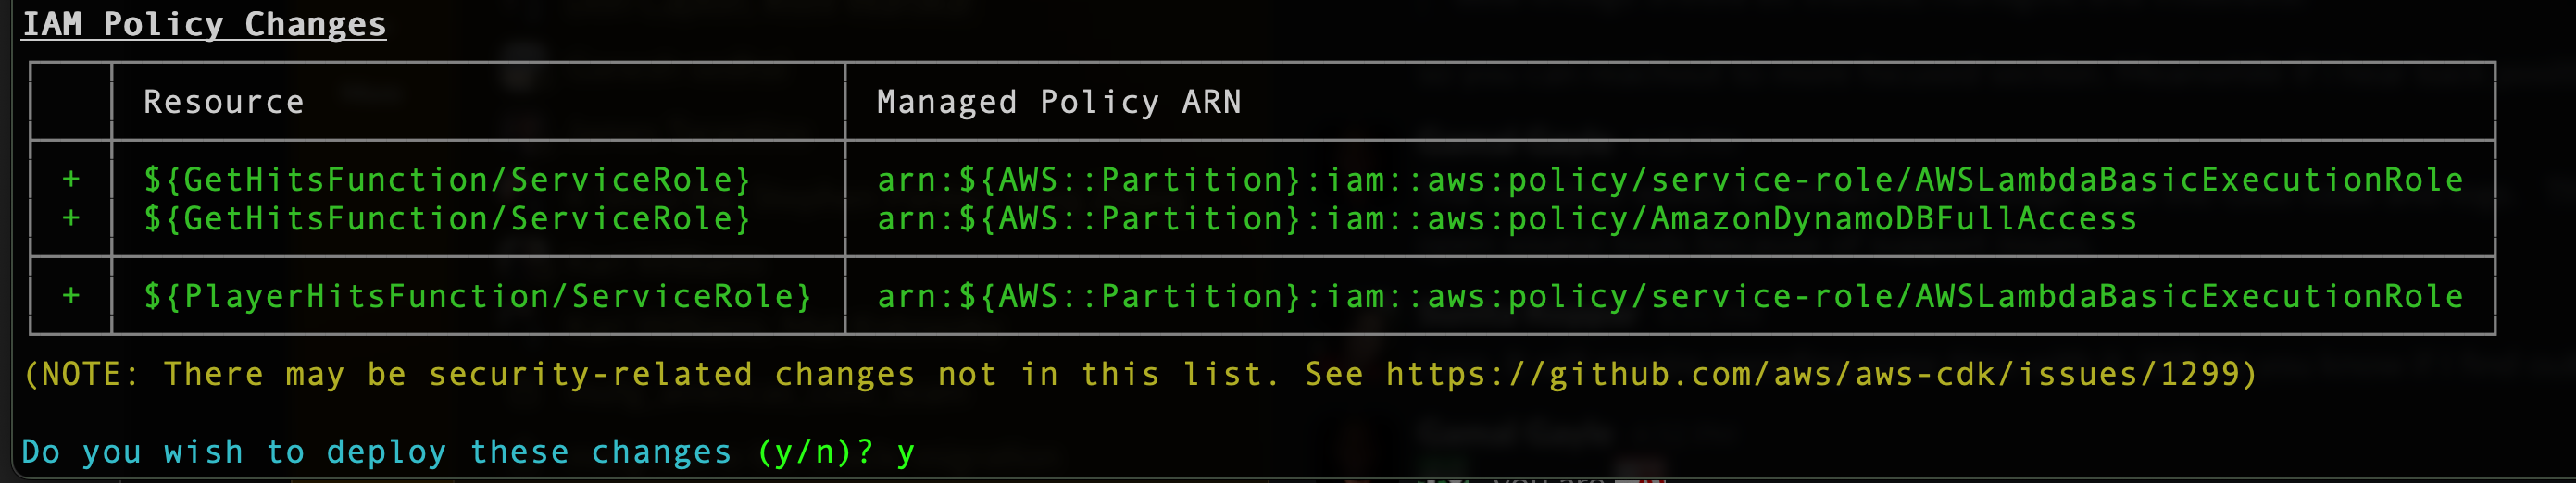 IAM Policy Changes
Resource Managed Policy ARN
+ ${GetHitsFunction/ServiceRole} arn:${AWS::Partition}:iam::aws:policy/service-role/AWSLambdaBasicExecutionRole
+ ${GetHitsFunction/ServiceRole} arn:${AWS::Partition}:iam::aws:policy/AmazonDynamoDBFullAccess
+ ${PlayerHitsFunction/ServiceRole} arn:${AWS::Partition}:iam::aws:policy/service-role/AWSLambdaBasicExecutionRole
(NOTE: There may be security-related changes not in this list. See https://github.com/aws/aws-cdk/issues/1299)
Do you wish to deploy these changes (y/n)? y